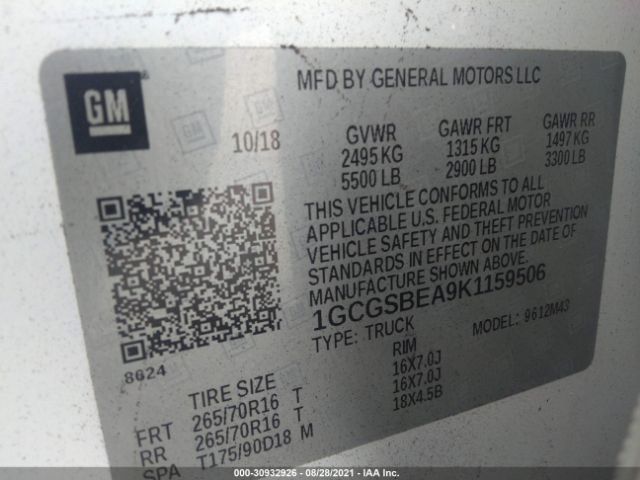 GM
MFD BY GENERAL MOTORS LLC
10/18
GVWR GAWR FRT GAWR RR
2495 KG 1315 KG 1497 KG
5500 LB 2900 LB 3300 LB
THIS VEHICLE CONFORMS TO ALL
APPLICABLE U.S. FEDERAL MOTOR
VEHICLE SAFETY AND THEFT PREVENTION
STANDARDS IN EFFECT ON THE DATE OF
MANUFACTURE SHOWN ABOVE.
1GCGSBEA9K1159506
TYPE: TRUCK MODEL: 9612M43
8024
TIRE SIZE RIM
FRT 265/70R16 T 16X7.0J
RR 265/70R16 T 16X7.0J
SPA T175/90D18 M 18X4.5B
000-30932926 - 08/28/2021 - IAA Inc.